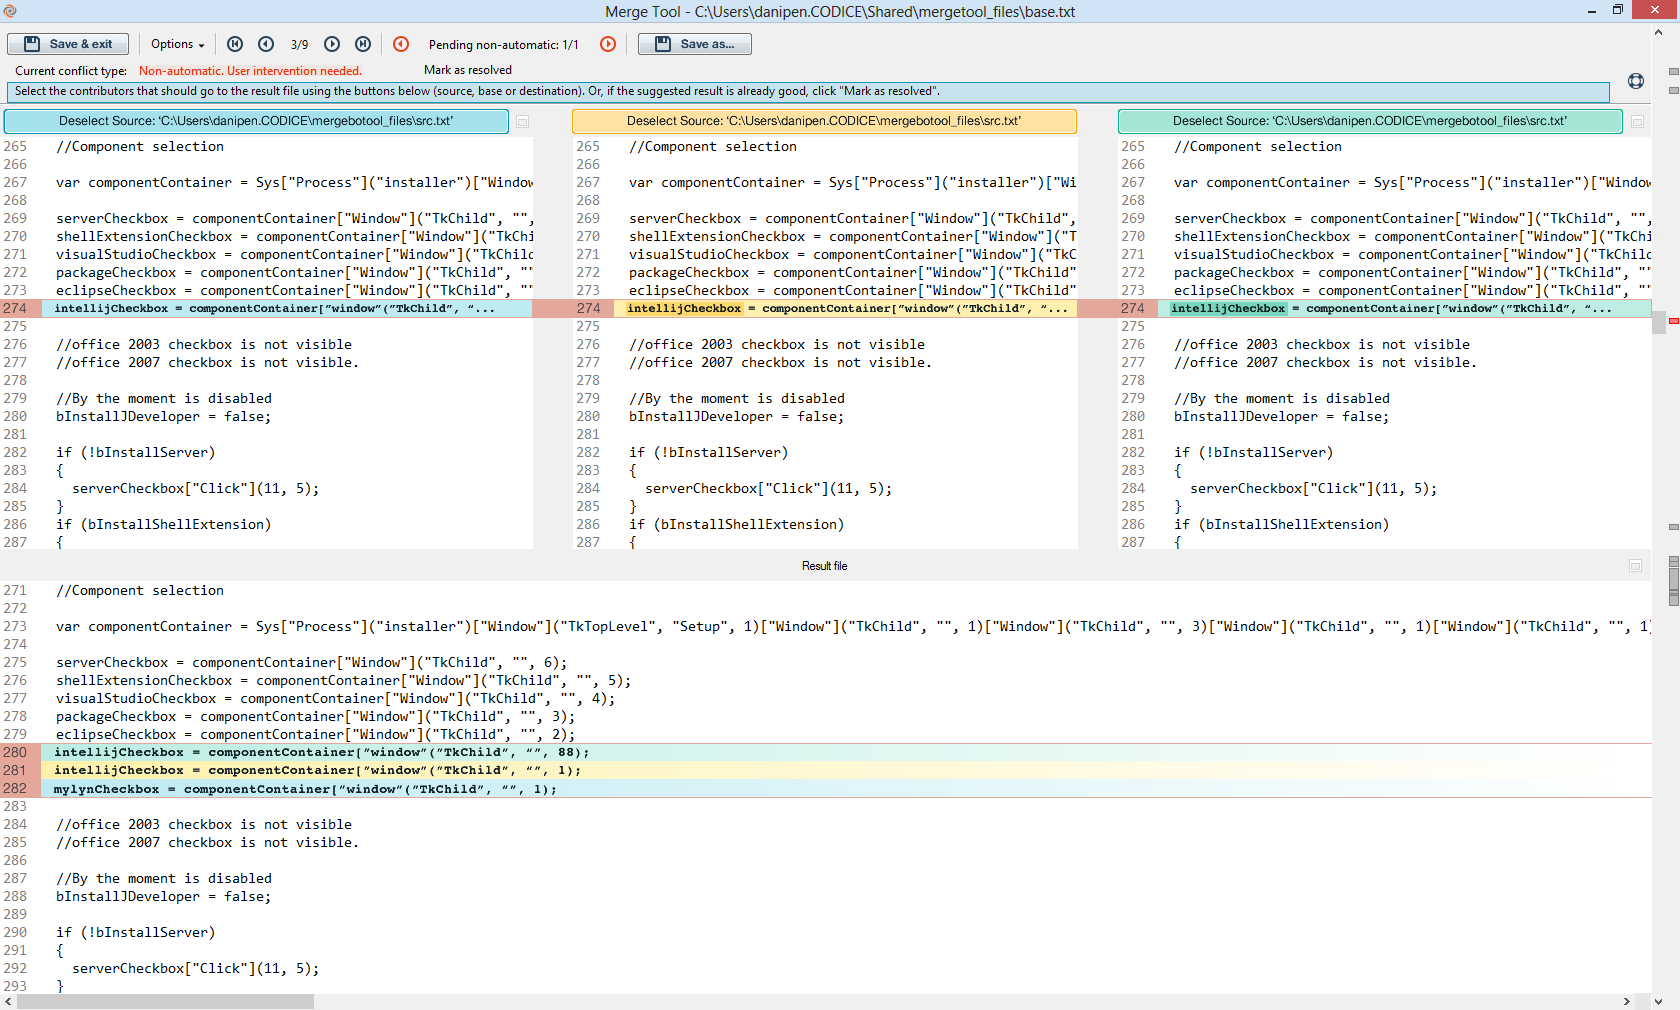 Merge Tool - C:\Users\danipen.CODICE\Shared\mergetool_files\base.txt
Save & exit Options 3/9 Pending non-automatic: 1/1 Save as...
Current conflict type: Non-automatic. User intervention needed. Mark as resolved
Select the contributors that should go to the result file using the buttons below (source, base or destination). Or, if the suggested result is already good, click "Mark as resolved".
Deselect Source: 'C:\Users\danipen.CODICE\mergebotool_files\src.txt'
265 //Component selection
266
267 var componentContainer = Sys["Process"]("installer")["Window
268
269 serverCheckbox = componentContainer["Window"]("TkChild", "",
270 shellExtensionCheckbox = componentContainer["Window"]("TkChi
271 visualStudioCheckbox = componentContainer["Window"]("TkChild
272 packageCheckbox = componentContainer["Window"]("TkChild", ""
273 eclipseCheckbox = componentContainer["Window"]("TkChild", ""
274 intellijCheckbox = componentContainer["window"("TkChild", "...
275
276 //office 2003 checkbox is not visible
277 //office 2007 checkbox is not visible.
278
279 //By the moment is disabled
280 bInstallJDeveloper = false;
281
282 if (!bInstallServer)
283 {
284 serverCheckbox["Click"](11, 5);
285 }
286 if (bInstallShellExtension)
287 {
Deselect Source: 'C:\Users\danipen.CODICE\mergebotool_files\src.txt'
265 //Component selection
266
267 var componentContainer = Sys["Process"]("installer")["Wi
268
269 serverCheckbox = componentContainer["Window"]("TkChild",
270 shellExtensionCheckbox = componentContainer["Window"]("T
271 visualStudioCheckbox = componentContainer["Window"]("TkC
272 packageCheckbox = componentContainer["Window"]("TkChild"
273 eclipseCheckbox = componentContainer["Window"]("TkChild"
274 intellijCheckbox = componentContainer["window"("TkChild", "...
275
276 //office 2003 checkbox is not visible
277 //office 2007 checkbox is not visible.
278
279 //By the moment is disabled
280 bInstallJDeveloper = false;
281
282 if (!bInstallServer)
283 {
284 serverCheckbox["Click"](11, 5);
285 }
286 if (bInstallShellExtension)
287 {
Deselect Source: 'C:\Users\danipen.CODICE\mergebotool_files\src.txt'
265 //Component selection
266
267 var componentContainer = Sys["Process"]("installer")["Window
268
269 serverCheckbox = componentContainer["Window"]("TkChild", "",
270 shellExtensionCheckbox = componentContainer["Window"]("TkChi
271 visualStudioCheckbox = componentContainer["Window"]("TkChild
272 packageCheckbox = componentContainer["Window"]("TkChild", ""
273 eclipseCheckbox = componentContainer["Window"]("TkChild", ""
274 intellijCheckbox = componentContainer["window"("TkChild", "...
275
276 //office 2003 checkbox is not visible
277 //office 2007 checkbox is not visible.
278
279 //By the moment is disabled
280 bInstallJDeveloper = false;
281
282 if (!bInstallServer)
283 {
284 serverCheckbox["Click"](11, 5);
285 }
286 if (bInstallShellExtension)
287 {
Result file
271 //Component selection
272
273 var componentContainer = Sys["Process"]("installer")["Window"]("TkTopLevel", "Setup", 1)["Window"]("TkChild", "", 1)["Window"]("TkChild", "", 3)["Window"]("TkChild", "", 1)["Window"]("TkChild", "", 1
274
275 serverCheckbox = componentContainer["Window"]("TkChild", "", 6);
276 shellExtensionCheckbox = componentContainer["Window"]("TkChild", "", 5);
277 visualStudioCheckbox = componentContainer["Window"]("TkChild", "", 4);
278 packageCheckbox = componentContainer["Window"]("TkChild", "", 3);
279 eclipseCheckbox = componentContainer["Window"]("TkChild", "", 2);
280 intellijCheckbox = componentContainer["window"("TkChild", "", 88);
281 intellijCheckbox = componentContainer["window"("TkChild", "", 1);
282 mylynCheckbox = componentContainer["window"("TkChild", "", 1);
283
284 //office 2003 checkbox is not visible
285 //office 2007 checkbox is not visible.
286
287 //By the moment is disabled
288 bInstallJDeveloper = false;
289
290 if (!bInstallServer)
291 {
292 serverCheckbox["Click"](11, 5);
293 }